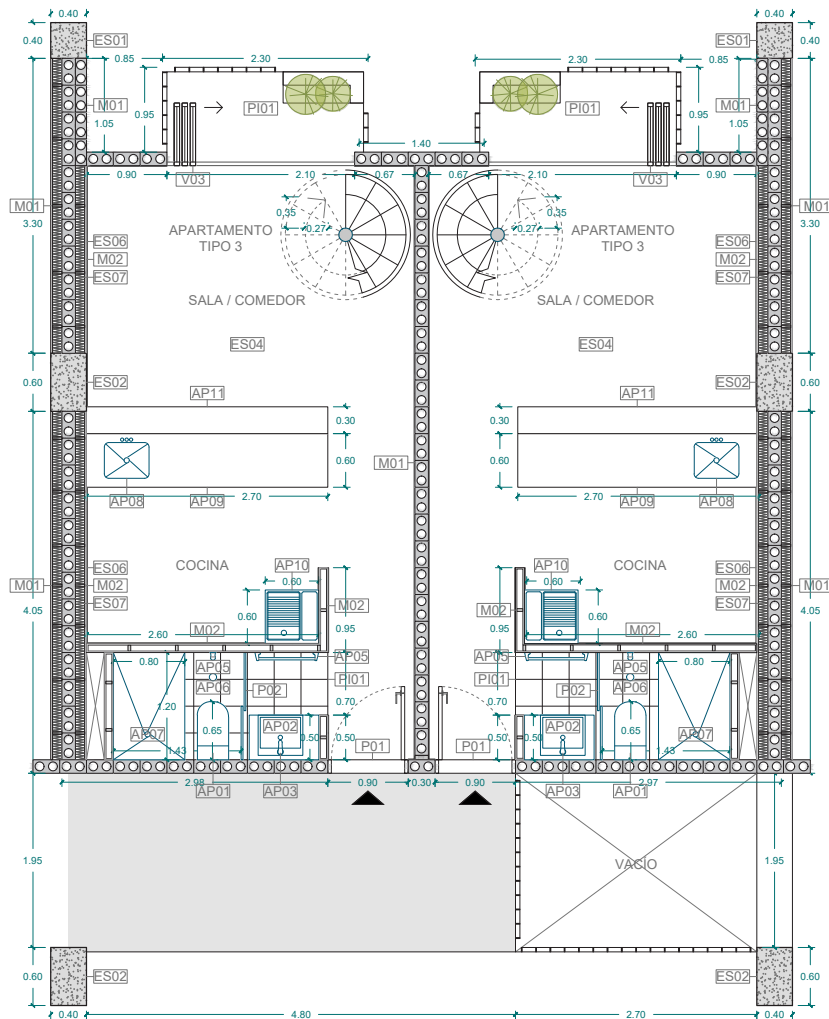 0.40
0.40
0.40
0.40
ES01
ES01
0.85
2.30
2.30
0.85
M01
1.05
0.95
PI01
PI01
0.95
1.05
M01
1.40
0.90
V03
2.10
0.67
0.67
2.10
V03
0.90
M01
3.30
0.35
0.27
0.35
0.27
M01
3.30
APARTAMENTO
TIPO 3
APARTAMENTO
TIPO 3
ES06
M02
ES07
ES06
M02
ES07
SALA / COMEDOR
SALA / COMEDOR
ES04
ES04
0.60
ES02
ES02
0.60
AP11
AP11
0.30
0.30
0.60
0.60
M01
AP08
AP09
2.70
2.70
AP09
AP08
COCINA
AP10
AP10
COCINA
ES06
M02
ES07
ES06
M02
ES07
M01
4.05
M01
4.05
0.60
0.60
0.60
0.60
M02
M02
0.95
0.95
M02
2.60
M02
2.60
AP05
AP05
AP05
AP05
0.80
AP06
P02
PI01
PI01
P02
AP06
0.80
1.20
0.70
0.70
AP07
0.65
AP02
AP02
0.65
AP07
1.43
0.50
0.50
0.50
0.50
1.43
P01
P01
2.98
0.90
0.30
0.90
2.97
AP01
AP03
AP03
AP01
1.95
VACÍO
1.95
0.60
ES02
ES02
0.60
0.40
4.80
2.70
0.40